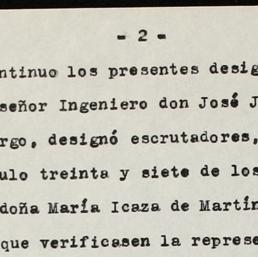 - 2 -
ntinuo los presentes desig
señor Ingeniero don José J
rgo, designó escrutadores,
ulo treinta y siete de los
doña María Icaza de Martín
que verificasen la represe